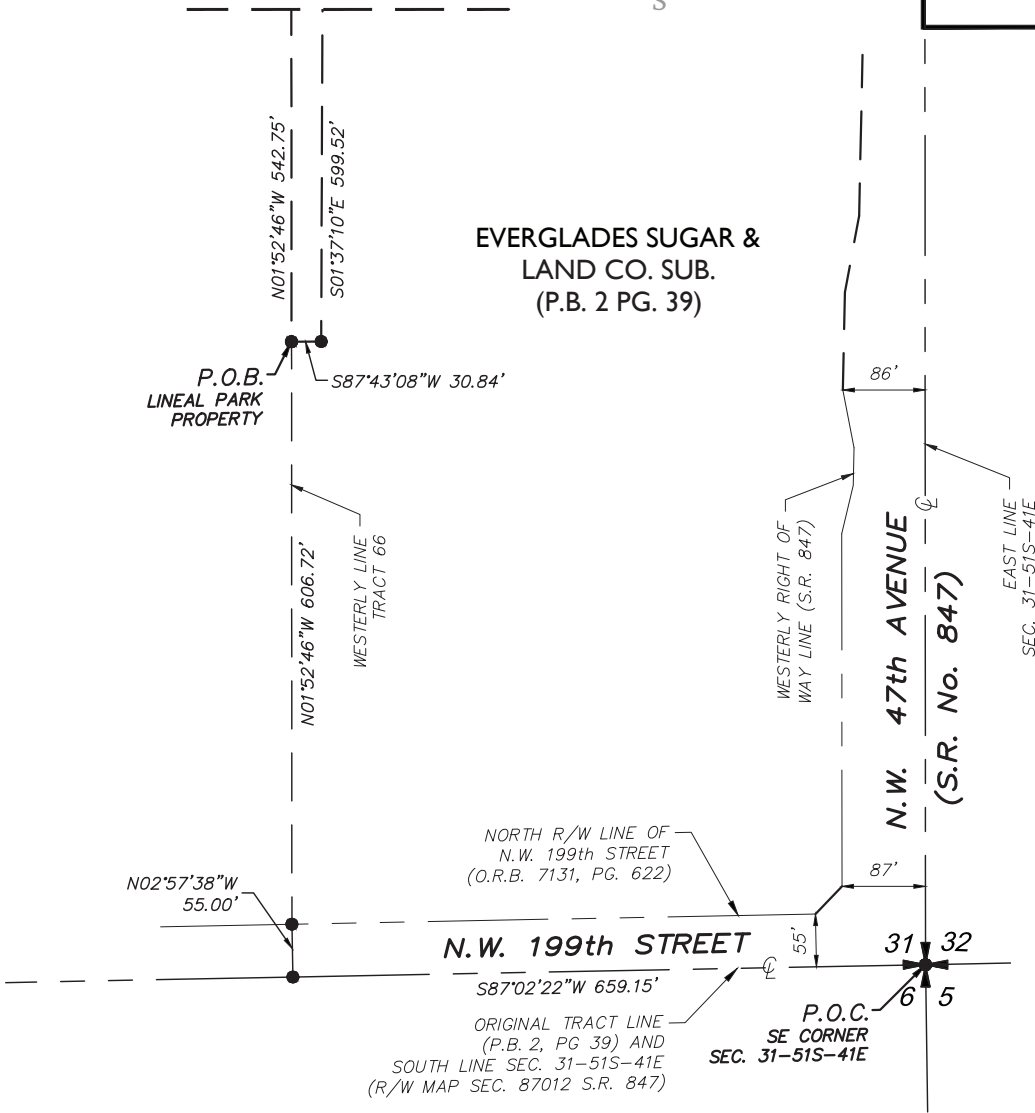 S
N01°52'46"W 542.75'
S01°37'10"E 599.52'
EVERGLADES SUGAR &
LAND CO. SUB.
(P.B. 2 PG. 39)
P.O.B.
LINEAL PARK
PROPERTY
S87°43'08"W 30.84'
86'
WESTERLY LINE
TRACT 66
N01°52'46"W 606.72'
WESTERLY RIGHT OF
WAY LINE (S.R. 847)
N.W. 47th AVENUE
(S.R. No. 847)
CL
EAST LINE
SEC. 31-51S-41E
NORTH R/W LINE OF
N.W. 199th STREET
(O.R.B. 7131, PG. 622)
87'
N02°57'38"W
55.00'
N.W. 199th STREET
55'
31
32
CL
6
5
S87°02'22"W 659.15'
ORIGINAL TRACT LINE
(P.B. 2, PG 39) AND
SOUTH LINE SEC. 31-51S-41E
(R/W MAP SEC. 87012 S.R. 847)
P.O.C.
SE CORNER
SEC. 31-51S-41E